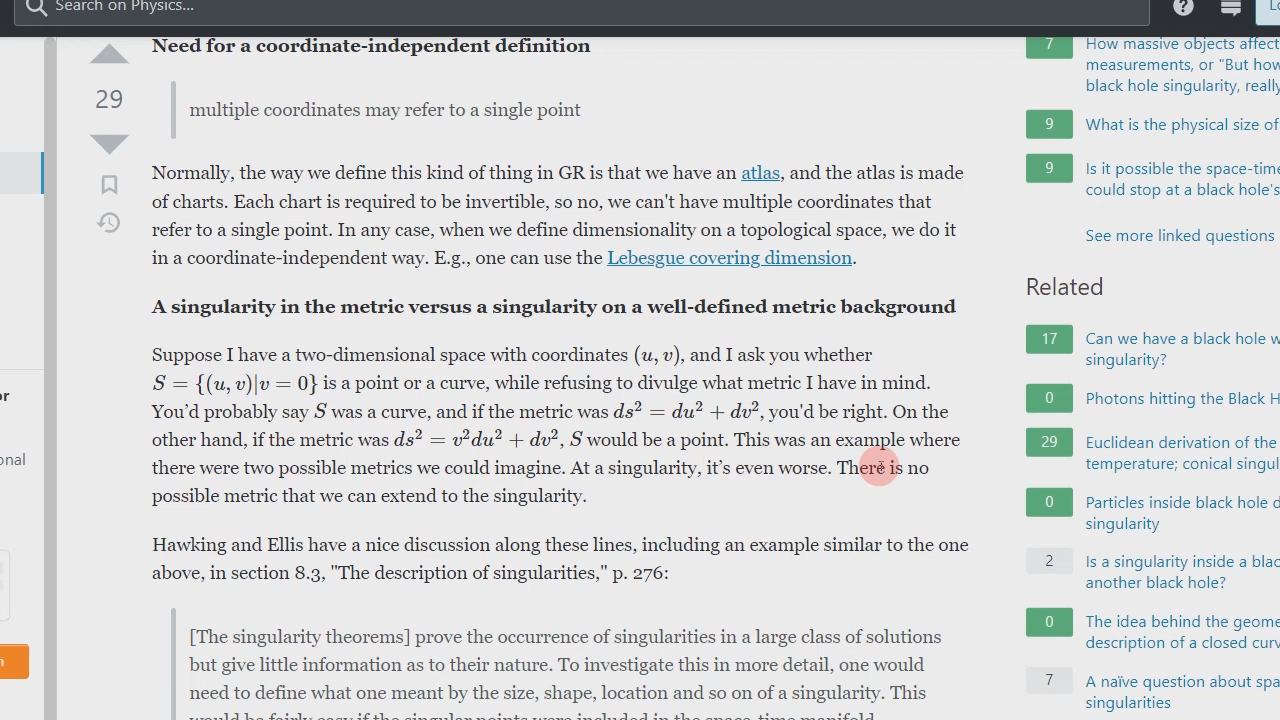 Search on Physics...
Need for a coordinate-independent definition
29
multiple coordinates may refer to a single point
Normally, the way we define this kind of thing in GR is that we have an atlas, and the atlas is made
of charts. Each chart is required to be invertible, so no, we can't have multiple coordinates that
refer to a single point. In any case, when we define dimensionality on a topological space, we do it
in a coordinate-independent way. E.g., one can use the Lebesgue covering dimension.
A singularity in the metric versus a singularity on a well-defined metric background
Suppose I have a two-dimensional space with coordinates (u, v), and I ask you whether
S = {(u, v)|v = 0} is a point or a curve, while refusing to divulge what metric I have in mind.
You’d probably say S was a curve, and if the metric was ds² = du² + dv², you'd be right. On the
other hand, if the metric was ds² = v²du² + dv², S would be a point. This was an example where
there were two possible metrics we could imagine. At a singularity, it’s even worse. There is no
possible metric that we can extend to the singularity.
Hawking and Ellis have a nice discussion along these lines, including an example similar to the one
above, in section 8.3, "The description of singularities," p. 276:
[The singularity theorems] prove the occurrence of singularities in a large class of solutions
but give little information as to their nature. To investigate this in more detail, one would
need to define what one meant by the size, shape, location and so on of a singularity. This
would be fairly easy if the singular points were included in the space-time manifold.
7
How massive objects affect
measurements, or "But how
black hole singularity, really
9
What is the physical size of
9
Is it possible the space-time
could stop at a black hole's
See more linked questions
Related
17
Can we have a black hole w
singularity?
0
Photons hitting the Black H
29
Euclidean derivation of the
temperature; conical singul
0
Particles inside black hole d
singularity
2
Is a singularity inside a blac
another black hole?
0
The idea behind the geome
description of a closed curv
7
A naïve question about spa
singularities
or
onal
n